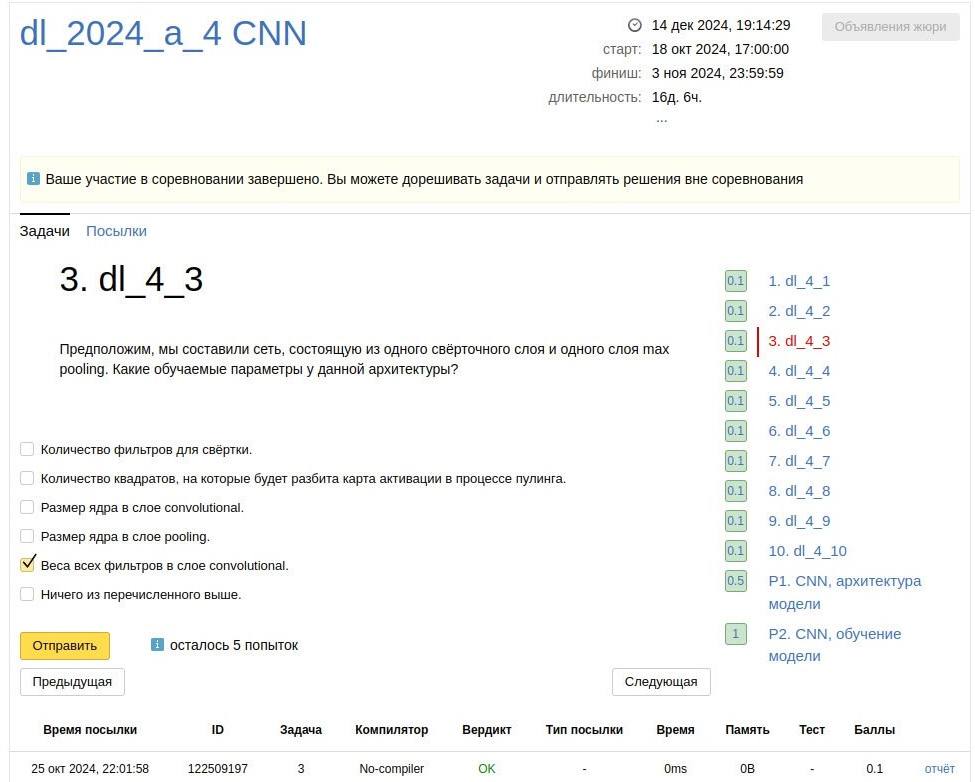 dl_2024_a_4 CNN
14 дек 2024, 19:14:29
Объявления жюри
старт: 18 окт 2024, 17:00:00
финиш: 3 ноя 2024, 23:59:59
длительность: 16д. 6ч.
...
Ваше участие в соревновании завершено. Вы можете дорешивать задачи и отправлять решения вне соревнования
Задачи Посылки
3. dl_4_3
Предположим, мы составили сеть, состоящую из одного свёрточного слоя и одного слоя max
pooling. Какие обучаемые параметры у данной архитектуры?
Количество фильтров для свёртки.
Количество квадратов, на которые будет разбита карта активации в процессе пулинга.
Размер ядра в слое convolutional.
Размер ядра в слое pooling.
Веса всех фильтров в слое convolutional.
Ничего из перечисленного выше.
Отправить осталось 5 попыток
Предыдущая Следующая
0.1 1. dl_4_1
0.1 2. dl_4_2
0.1 3. dl_4_3
0.1 4. dl_4_4
0.1 5. dl_4_5
0.1 6. dl_4_6
0.1 7. dl_4_7
0.1 8. dl_4_8
0.1 9. dl_4_9
0.1 10. dl_4_10
0.5 P1. CNN, архитектура
модели
1 P2. CNN, обучение
модели
Время посылки ID Задача Компилятор Вердикт Тип посылки Время Память Тест Баллы
25 окт 2024, 22:01:58 122509197 3 No-compiler OK - 0ms 0B - 0.1 отчёт